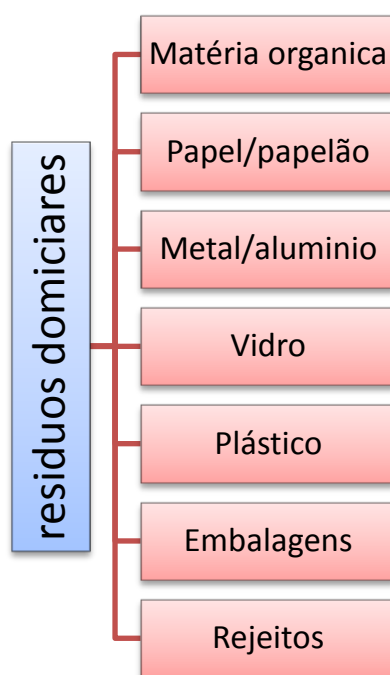 residuos domiciares
Matéria organica
Papel/papelão
Metal/aluminio
Vidro
Plástico
Embalagens
Rejeitos